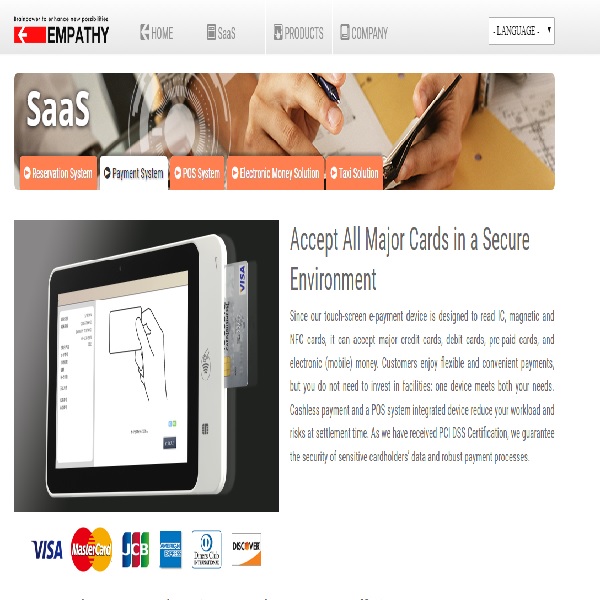 Brainpower to enhance new possibilities
EMPATHY
HOME
SaaS
PRODUCTS
COMPANY
- LANGUAGE -
SaaS
Reservation System
Payment System
POS System
Electronic Money Solution
Taxi Solution
VISA
Accept All Major Cards in a Secure
Environment
Since our touch-screen e-payment device is designed to read IC, magnetic and
NFC cards, it can accept major credit cards, debit cards, pre-paid cards, and
electronic (mobile) money. Customers enjoy flexible and convenient payments,
but you do not need to invest in facilities: one device meets both your needs.
Cashless payment and a POS system integrated device reduce your workload and
risks at settlement time. As we have received PCI DSS Certification, we guarantee
the security of sensitive cardholders' data and robust payment processes.
VISA
MasterCard
JCB
AMERICAN
EXPRESS
Diners Club
INTERNATIONAL
DISCOVER